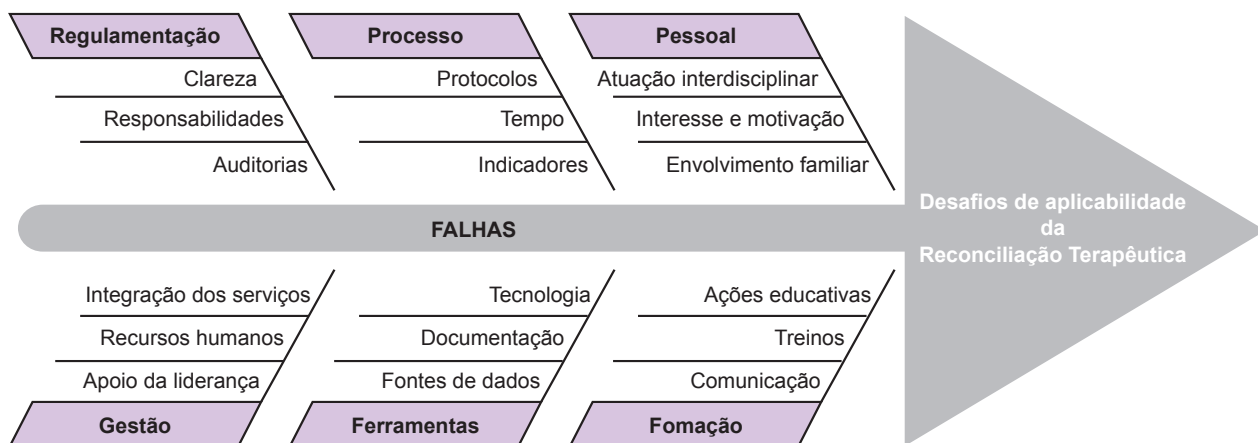 Regulamentação
Processo
Pessoal
Clareza
Protocolos
Atuação interdisciplinar
Responsabilidades
Tempo
Interesse e motivação
Auditorias
Indicadores
Envolvimento familiar
FALHAS
Desafios de aplicabilidade
da
Reconciliação Terapêutica
Integração dos serviços
Tecnologia
Ações educativas
Recursos humanos
Documentação
Treinos
Apoio da liderança
Fontes de dados
Comunicação
Gestão
Ferramentas
Fomação